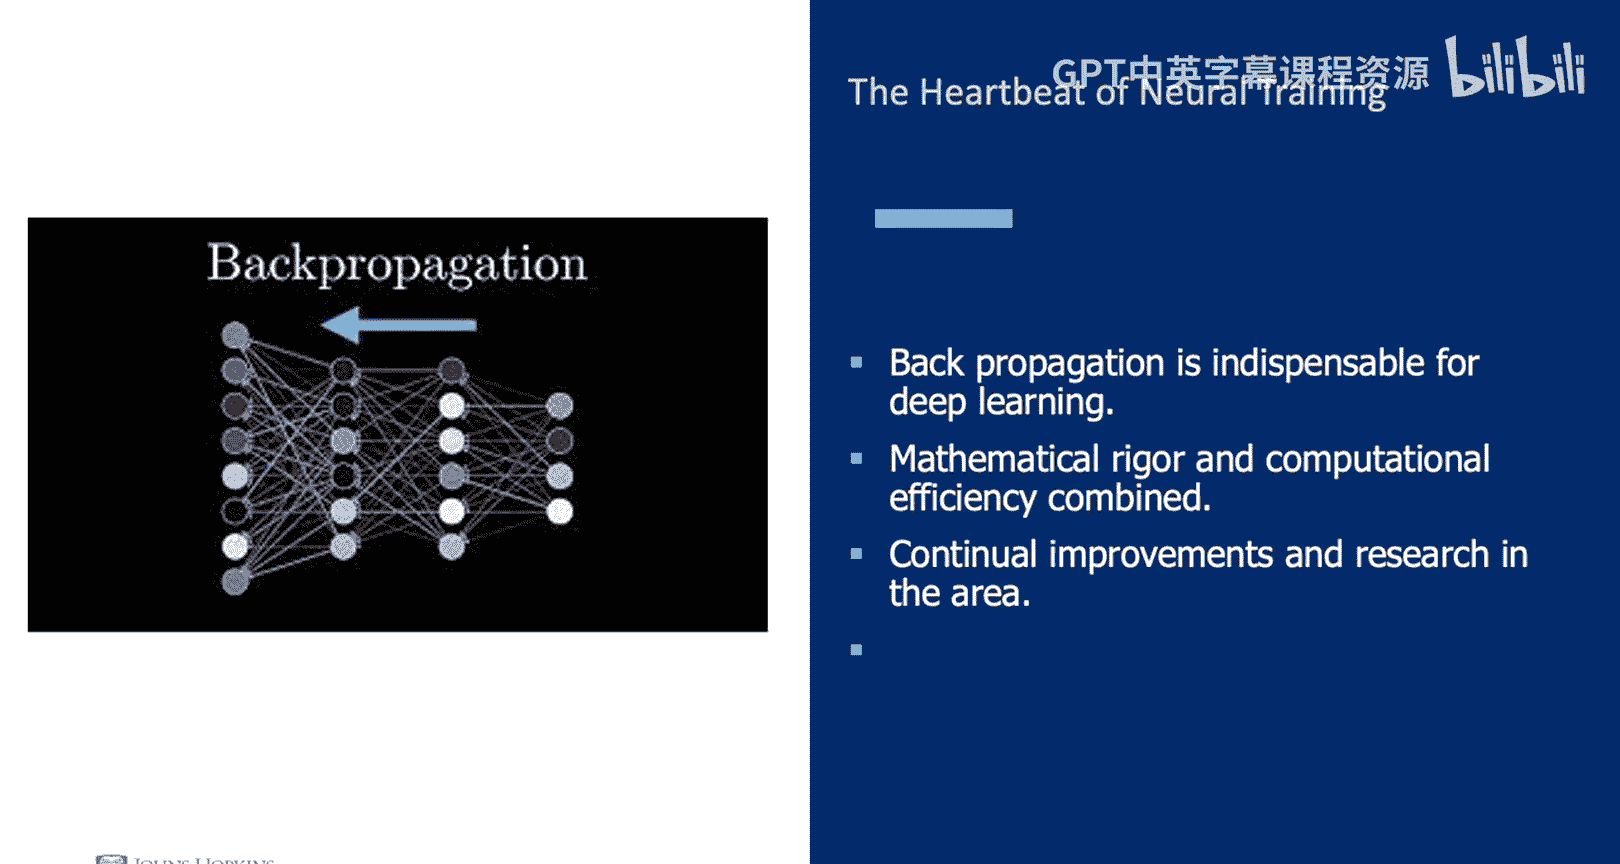 GPT中英字幕课程资源 bilibili
The Heartbeat of Neural Training
Backpropagation
Back propagation is indispensable for
deep learning.
Mathematical rigor and computational
efficiency combined.
Continual improvements and research in
the area.
JOHNS HOPKINS